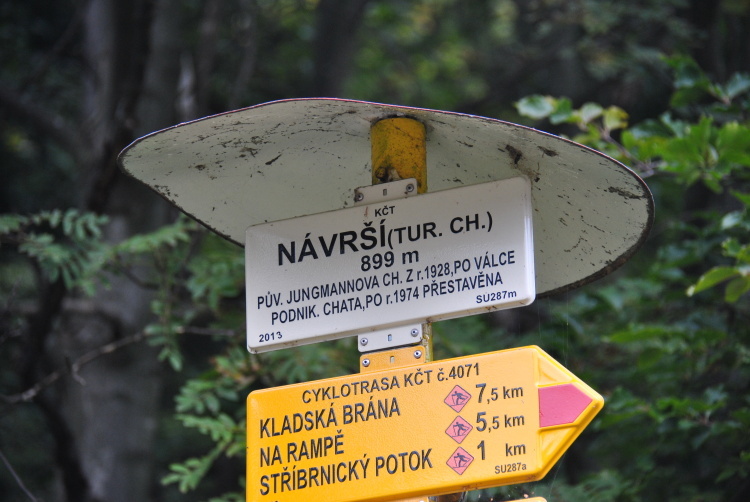 KČT
NÁVRŠÍ(TUR. CH.)
899 m
PŮV. JUNGMANNOVA CH. Z r.1928,PO VÁLCE
PODNIK. CHATA,PO r.1974 PŘESTAVĚNA
2013 SU287m
CYKLOTRASA KČT č.4071
KLADSKÁ BRÁNA 7,5 km
NA RAMPĚ 5,5 km
STŘÍBRNICKÝ POTOK 1 km
SU287a